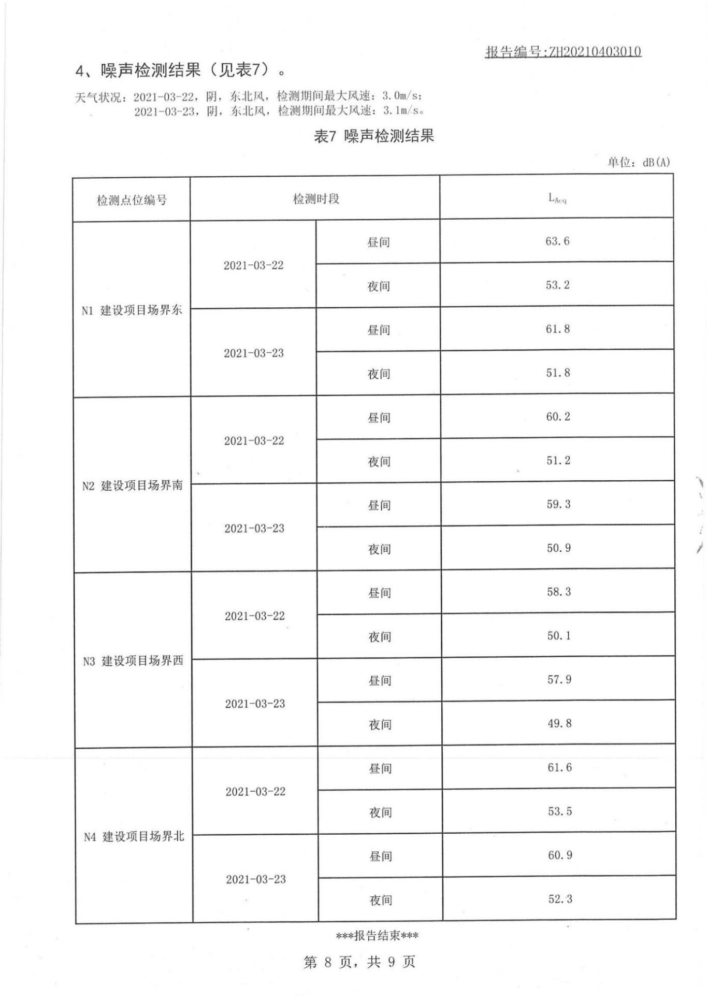 报告编号:ZH20210403010
4、噪声检测结果（见表7）。
天气状况：2021-03-22，阴，东北风，检测期间最大风速：3.0m/s；
2021-03-23，阴，东北风，检测期间最大风速：3.1m/s。
表7 噪声检测结果
单位：dB(A)
检测点位编号 检测时段 LAeq
N1 建设项目场界东 2021-03-22 昼间 63.6
夜间 53.2
2021-03-23 昼间 61.8
夜间 51.8
N2 建设项目场界南 2021-03-22 昼间 60.2
夜间 51.2
2021-03-23 昼间 59.3
夜间 50.9
N3 建设项目场界西 2021-03-22 昼间 58.3
夜间 50.1
2021-03-23 昼间 57.9
夜间 49.8
N4 建设项目场界北 2021-03-22 昼间 61.6
夜间 53.5
2021-03-23 昼间 60.9
夜间 52.3
***报告结束***
第 8 页，共 9 页